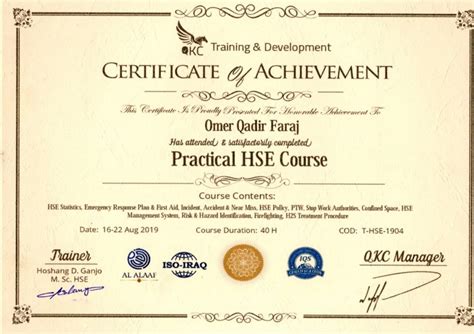 QKC Training & Development
CERTIFICATE Of ACHIEVEMENT
This Certificate Is Proudly Presented For Honorable Achievement To
Omer Qadir Faraj
Has attended & satisfactorily completed
Practical HSE Course
Course Contents:
HSE Statistics, Emergency Response Plan & First Aid, Incident, Accident & Near Miss, HSE Policy, PTW, Stop Work Authorities, Confined Space, HSE
Management System, Risk & Hazard Identification, Firefighting, H2S Treatment Procedure
Date: 16-22 Aug 2019 Course Duration: 40 H COD: T-HSE-1904
Trainer
Hoshang D. Ganjo
M. Sc. HSE
AL ALAAF
ISO-IRAQ
IQS
QKC Manager